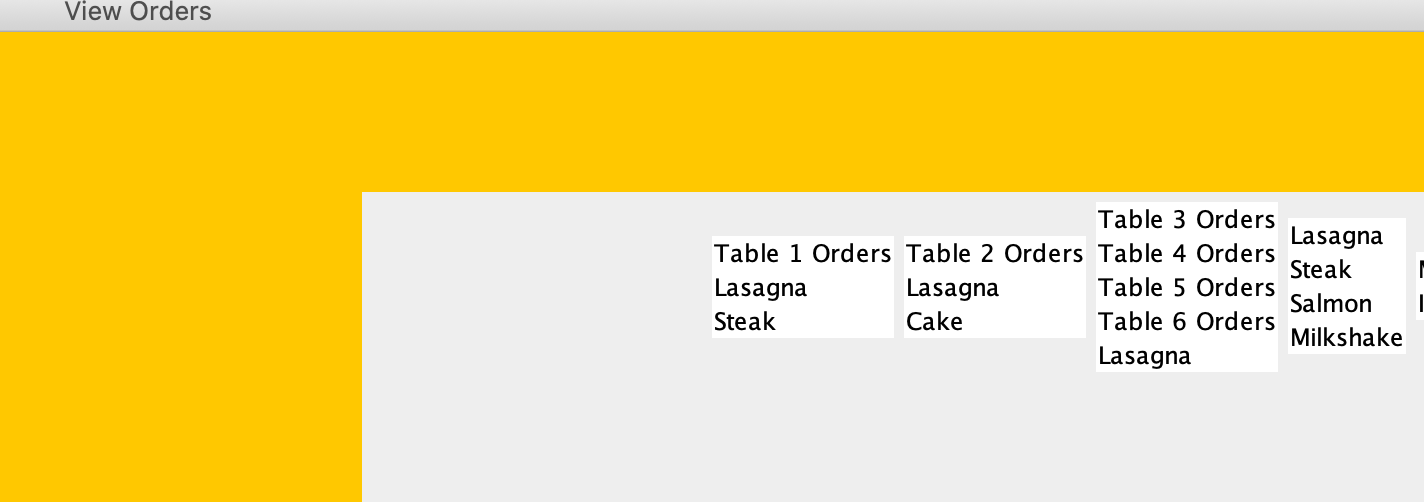 View Orders
Table 1 Orders
Lasagna
Steak
Table 2 Orders
Lasagna
Cake
Table 3 Orders
Table 4 Orders
Table 5 Orders
Table 6 Orders
Lasagna
Lasagna
Steak
Salmon
Milkshake